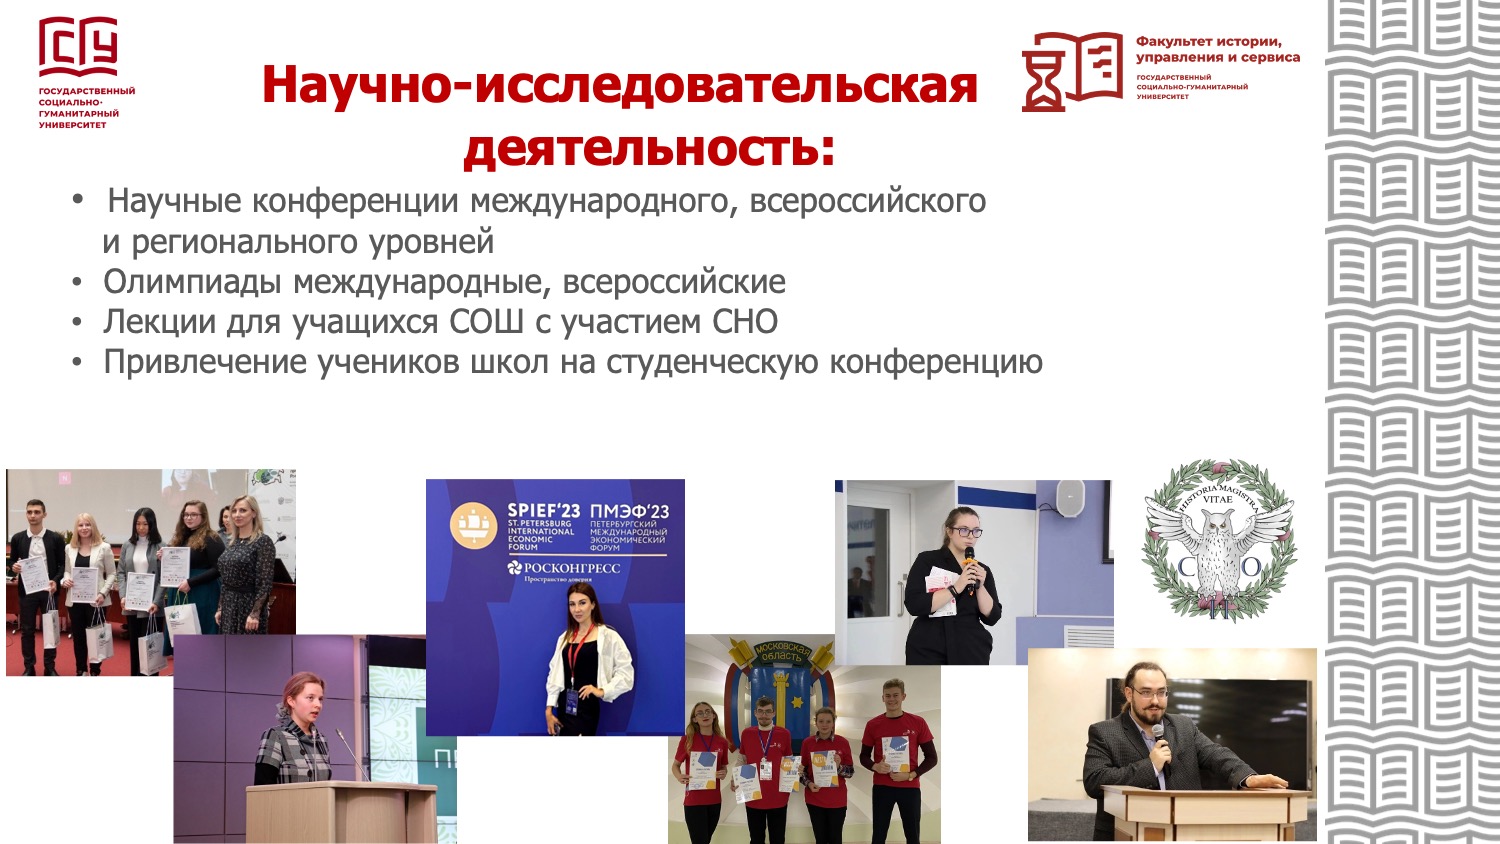 ГСГУ
ГОСУДАРСТВЕННЫЙ
СОЦИАЛЬНО-
ГУМАНИТАРНЫЙ
УНИВЕРСИТЕТ
Факультет истории,
управления и сервиса
ГОСУДАРСТВЕННЫЙ
СОЦИАЛЬНО-ГУМАНИТАРНЫЙ
УНИВЕРСИТЕТ
Научно-исследовательская
деятельность:
• Научные конференции международного, всероссийского
и регионального уровней
• Олимпиады международные, всероссийские
• Лекции для учащихся СОШ с участием СНО
• Привлечение учеников школ на студенческую конференцию
SPIEF’23
ST. PETERSBURG
INTERNATIONAL
ECONOMIC
FORUM
ПМЭФ’23
ПЕТЕРБУРГСКИЙ
МЕЖДУНАРОДНЫЙ
ЭКОНОМИЧЕСКИЙ
ФОРУМ
РОСКОНГРЕСС
Пространство доверия
HISTORIA MAGISTRA
VITAE
С Н О
МОСКОВСКАЯ
ОБЛАСТЬ